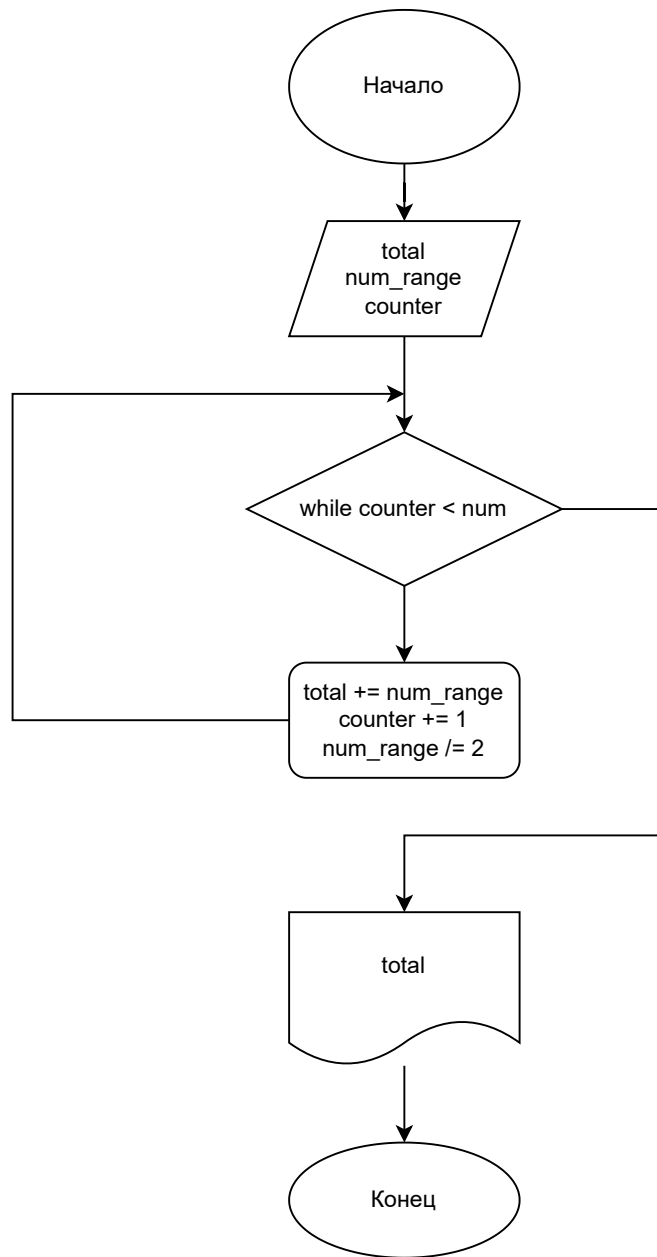 Начало
total
num_range
counter
while counter < num
total += num_range
counter += 1
num_range /= 2
total
Конец